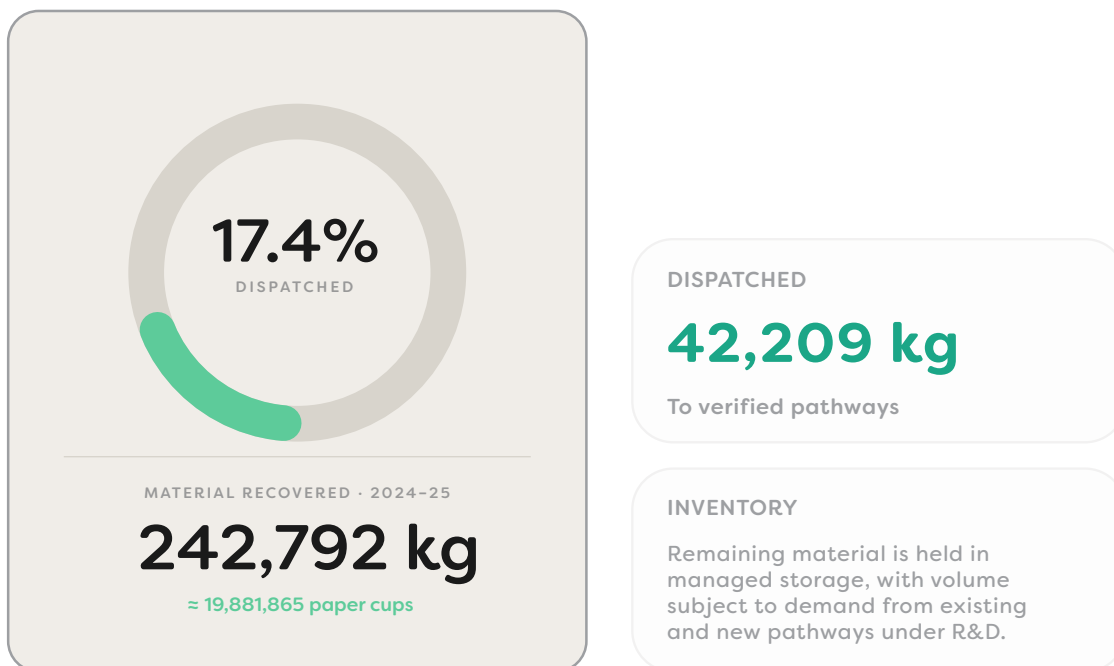 17.4%
DISPATCHED
MATERIAL RECOVERED · 2024–25
242,792 kg
≈ 19,881,865 paper cups
DISPATCHED
42,209 kg
To verified pathways
INVENTORY
Remaining material is held in
managed storage, with volume
subject to demand from existing
and new pathways under R&D.